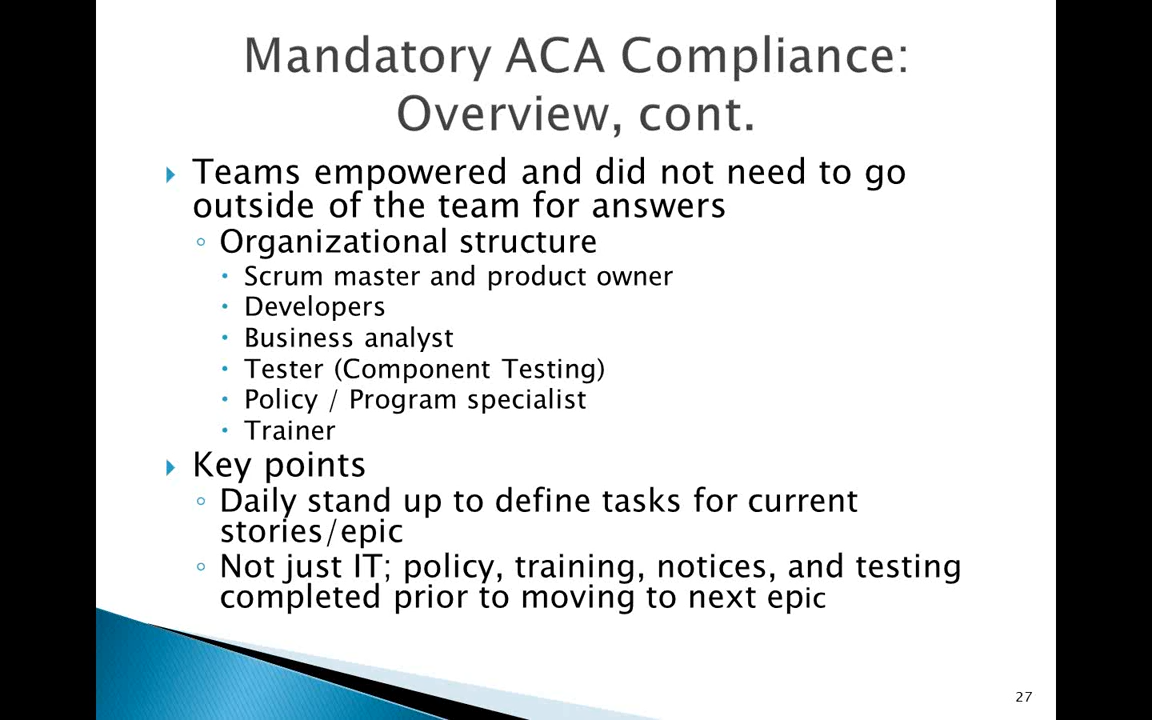 Mandatory ACA Compliance:
Overview, cont.
Teams empowered and did not need to go
outside of the team for answers
Organizational structure
Scrum master and product owner
Developers
Business analyst
Tester (Component Testing)
Policy / Program specialist
Trainer
Key points
Daily stand up to define tasks for current
stories/epic
Not just IT; policy, training, notices, and testing
completed prior to moving to next epic
27